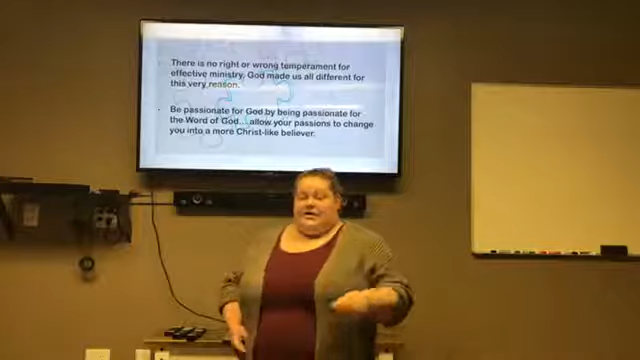 · There is no right or wrong temperament for
effective ministry, God made us all different for
this very reason.
· Be passionate for God by being passionate for
the Word of God... allow your passions to change
you into a more Christ-like believer.